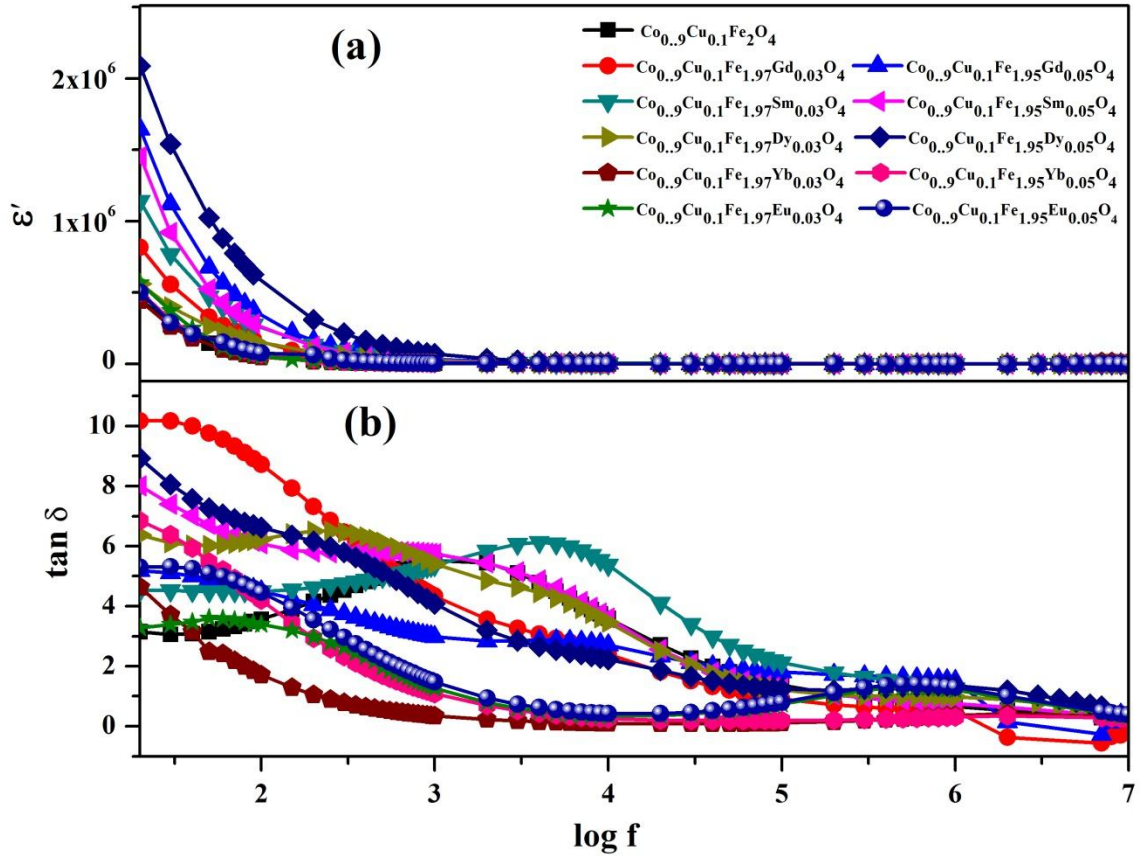 (a)
Co0..9Cu0.1Fe2O4
Co0..9Cu0.1Fe1.97Gd0.03O4 Co0..9Cu0.1Fe1.95Gd0.05O4
Co0..9Cu0.1Fe1.97Sm0.03O4 Co0..9Cu0.1Fe1.95Sm0.05O4
Co0..9Cu0.1Fe1.97Dy0.03O4 Co0..9Cu0.1Fe1.95Dy0.05O4
Co0..9Cu0.1Fe1.97Yb0.03O4 Co0..9Cu0.1Fe1.95Yb0.05O4
Co0..9Cu0.1Fe1.97Eu0.03O4 Co0..9Cu0.1Fe1.95Eu0.05O4
2x10⁶
1x10⁶
0
ε′
(b)
10
8
6
4
2
0
tan δ
2 3 4 5 6 7
log f